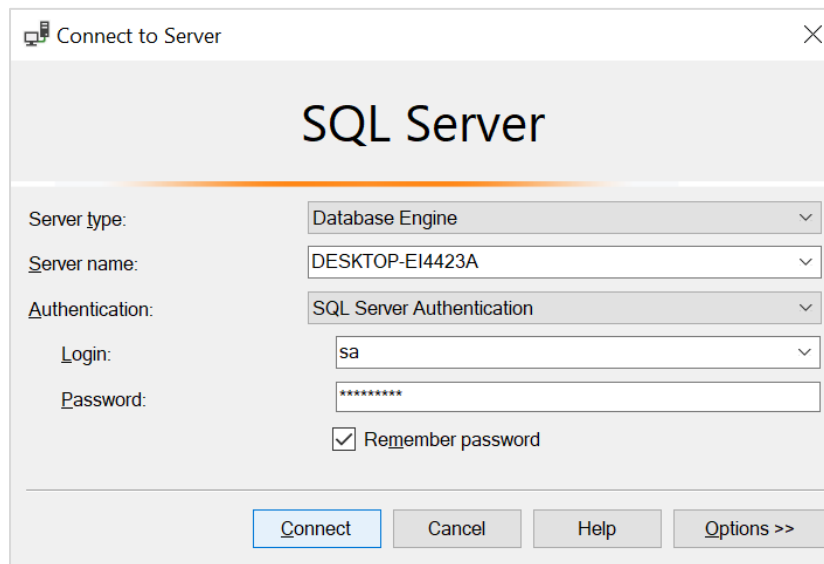 Connect to Server
SQL Server
Server type: Database Engine
Server name: DESKTOP-EI4423A
Authentication: SQL Server Authentication
Login: sa
Password: *********
Remember password
Connect Cancel Help Options >>